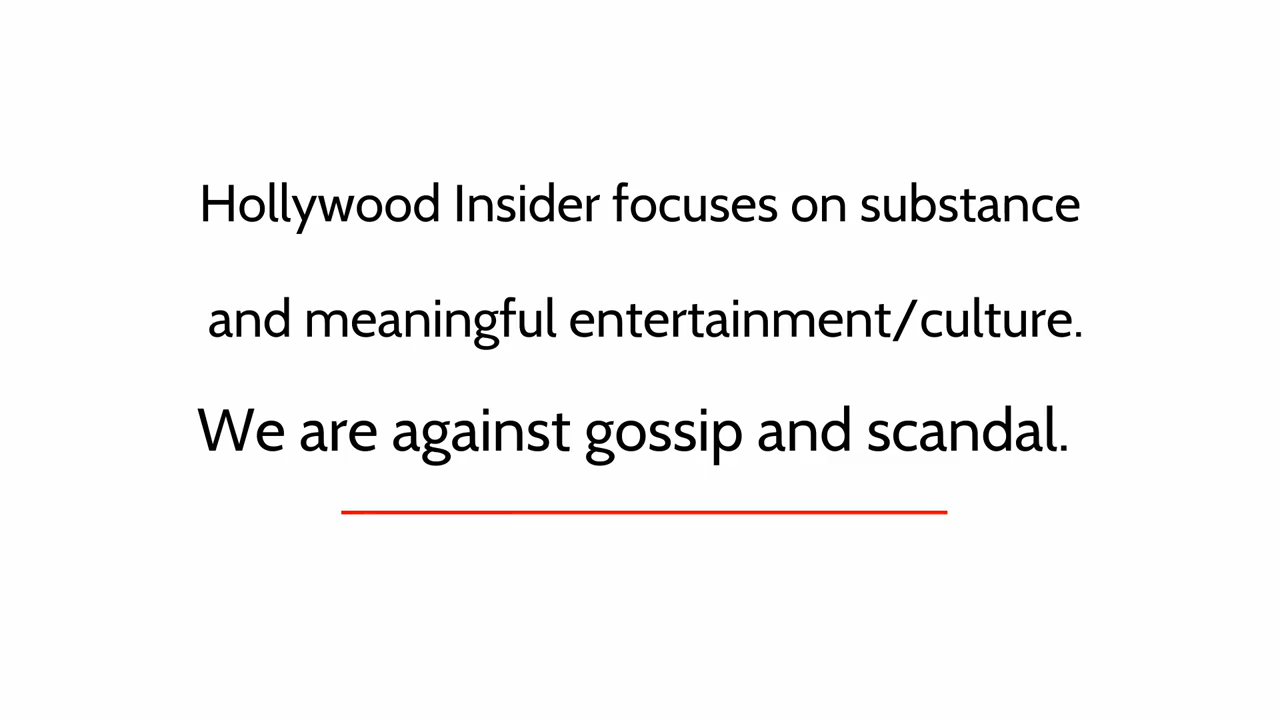 Hollywood Insider focuses on substance
and meaningful entertainment/culture.
We are against gossip and scandal.